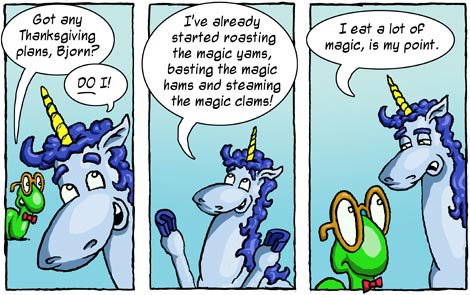 Got any
Thanksgiving
plans, Bjorn?
DO I!
I've already
started roasting
the magic yams,
basting the magic
hams and steaming
the magic clams!
I eat a lot of
magic, is my point.